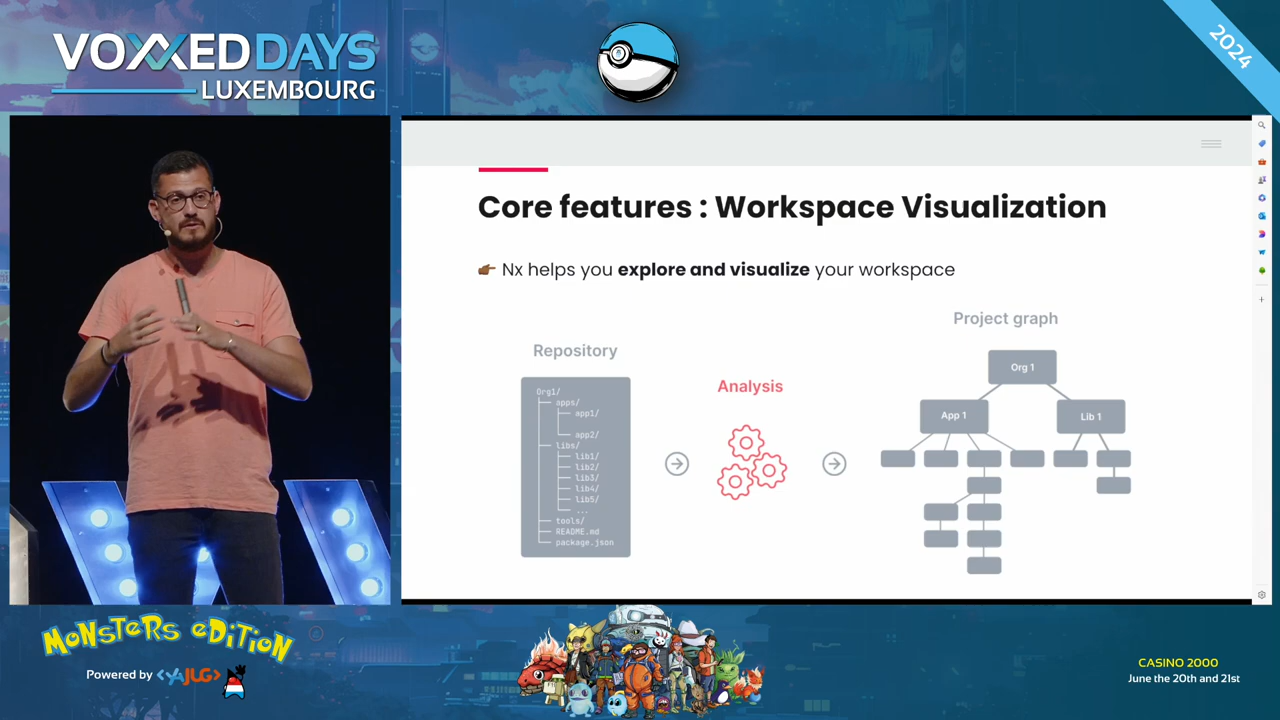 VOXXED DAYS
LUXEMBOURG
2024
Core features : Workspace Visualization
Nx helps you explore and visualize your workspace
Repository
Org1/
apps/
app1/
app2/
libs/
lib1/
lib2/
lib3/
lib4/
lib5/
...
tools/
README.md
package.json
Analysis
Project graph
Org 1
App 1
Lib 1
MONSTERS EDITION
Powered by <YAJUG>
CASINO 2000
June the 20th and 21st